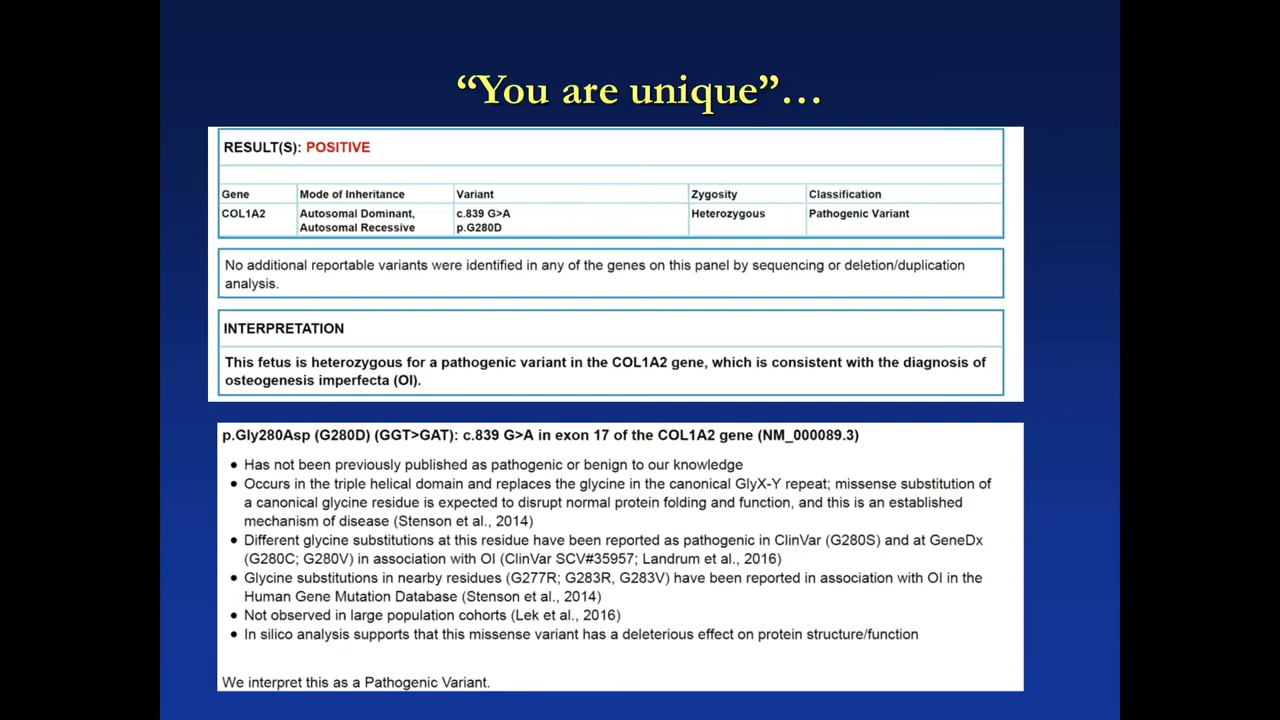 “You are unique”…
RESULT(S): POSITIVE
Gene Mode of Inheritance Variant Zygosity Classification
COL1A2 Autosomal Dominant, c.839 G>A Heterozygous Pathogenic Variant
Autosomal Recessive p.G280D
No additional reportable variants were identified in any of the genes on this panel by sequencing or deletion/duplication
analysis.
INTERPRETATION
This fetus is heterozygous for a pathogenic variant in the COL1A2 gene, which is consistent with the diagnosis of
osteogenesis imperfecta (OI).
p.Gly280Asp (G280D) (GGT>GAT): c.839 G>A in exon 17 of the COL1A2 gene (NM_000089.3)
• Has not been previously published as pathogenic or benign to our knowledge
• Occurs in the triple helical domain and replaces the glycine in the canonical GlyX-Y repeat; missense substitution of
a canonical glycine residue is expected to disrupt normal protein folding and function, and this is an established
mechanism of disease (Stenson et al., 2014)
• Different glycine substitutions at this residue have been reported as pathogenic in ClinVar (G280S) and at GeneDx
(G280C; G280V) in association with OI (ClinVar SCV#35957; Landrum et al., 2016)
• Glycine substitutions in nearby residues (G277R; G283R, G283V) have been reported in association with OI in the
Human Gene Mutation Database (Stenson et al., 2014)
• Not observed in large population cohorts (Lek et al., 2016)
• In silico analysis supports that this missense variant has a deleterious effect on protein structure/function
We interpret this as a Pathogenic Variant.